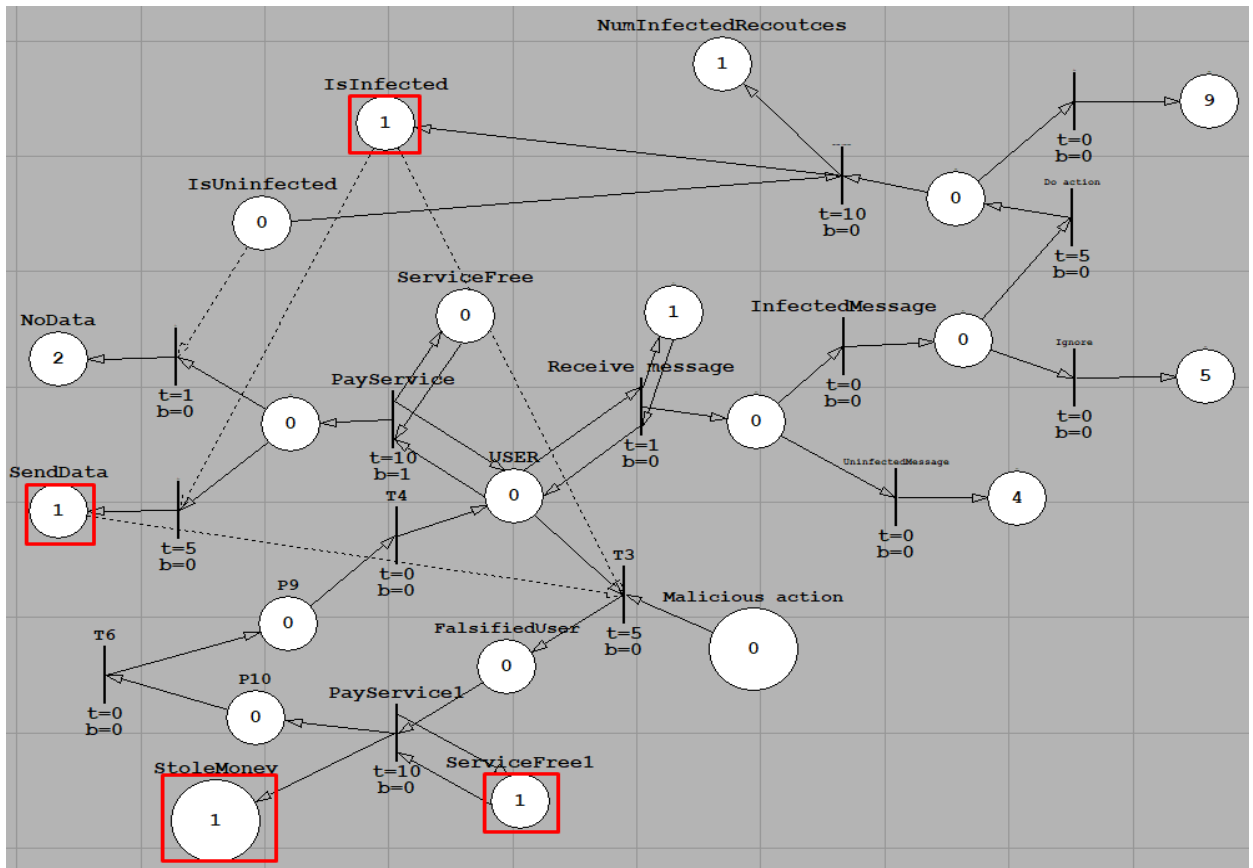 NumInfectedRecoutces
1
IsInfected
1
9
t=0
b=0
IsUninfected
0
t=10
b=0
0
Do action
t=5
b=0
ServiceFree
0
1
InfectedMessage
0
t=0
b=0
NoData
2
t=1
b=0
PayService
0
t=10
b=1
Receive message
t=1
b=0
0
Ignore
t=0
b=0
5
SendData
1
t=5
b=0
USER
0
T4
t=0
b=0
UninfectedMessage
t=0
b=0
4
T3
t=5
b=0
Malicious action
0
P9
0
FalsifiedUser
0
T6
t=0
b=0
P10
0
PayService1
t=10
b=0
StoleMoney
1
ServiceFree1
1